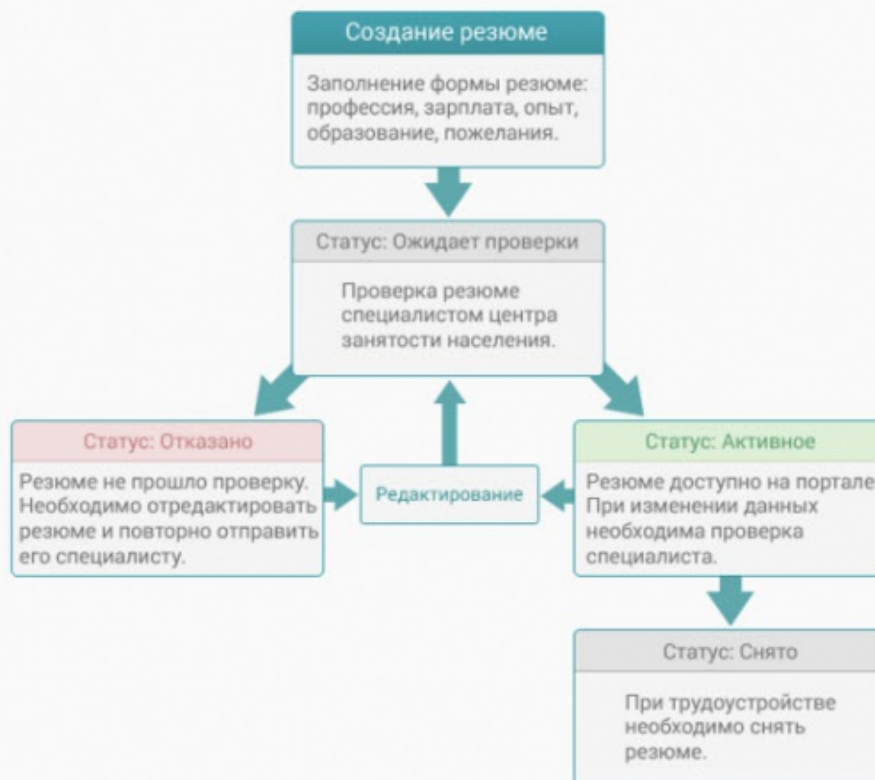 Создание резюме
Заполнение формы резюме:
профессия, зарплата, опыт,
образование, пожелания.
Статус: Ожидает проверки
Проверка резюме
специалистом центра
занятости населения.
Статус: Отказано
Резюме не прошло проверку.
Необходимо отредактировать
резюме и повторно отправить
его специалисту.
Редактирование
Статус: Активное
Резюме доступно на портале
При изменении данных
необходима проверка
специалиста.
Статус: Снято
При трудоустройстве
необходимо снять
резюме.